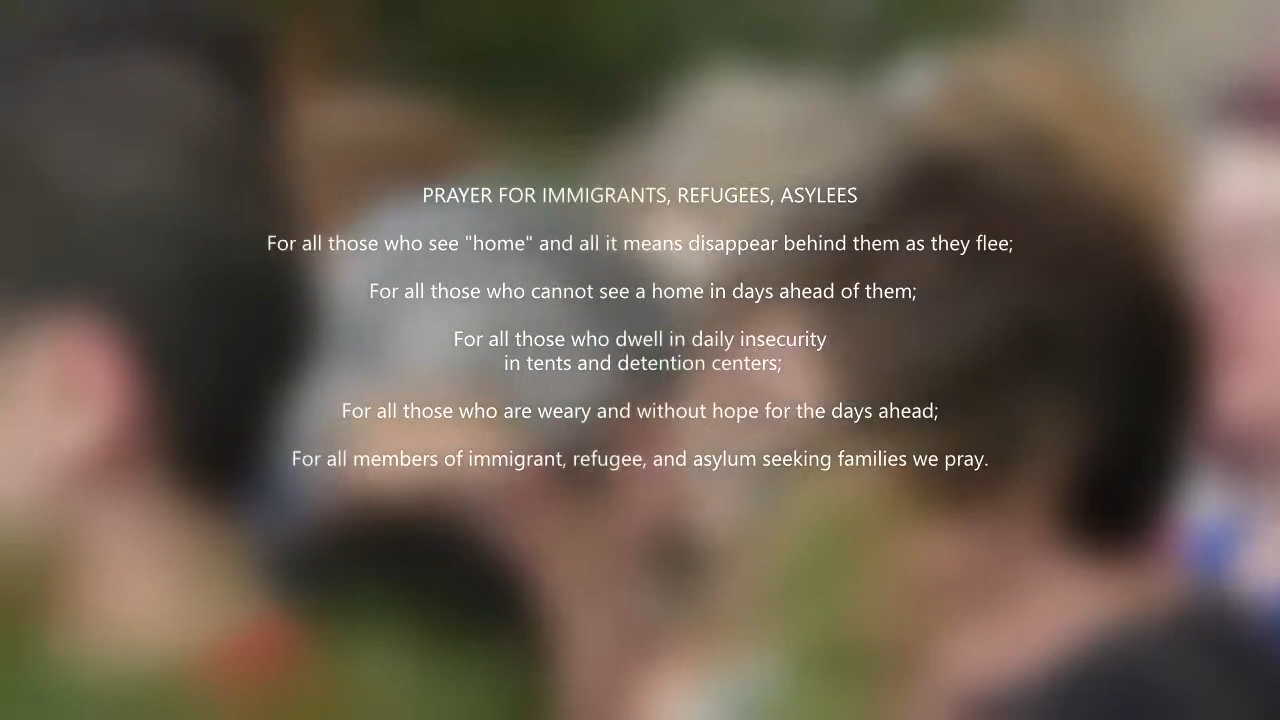 PRAYER FOR IMMIGRANTS, REFUGEES, ASYLEES
For all those who see "home" and all it means disappear behind them as they flee;
For all those who cannot see a home in days ahead of them;
For all those who dwell in daily insecurity
in tents and detention centers;
For all those who are weary and without hope for the days ahead;
For all members of immigrant, refugee, and asylum seeking families we pray.